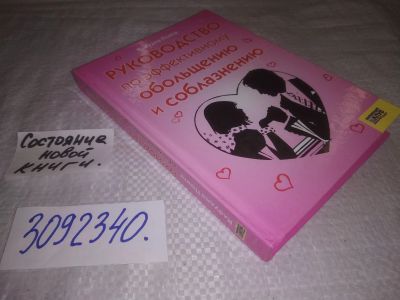 РУКОВОДСТВО
по эффективному
обольщению
и соблазнению
Состояние
новой
книги.
3092340.